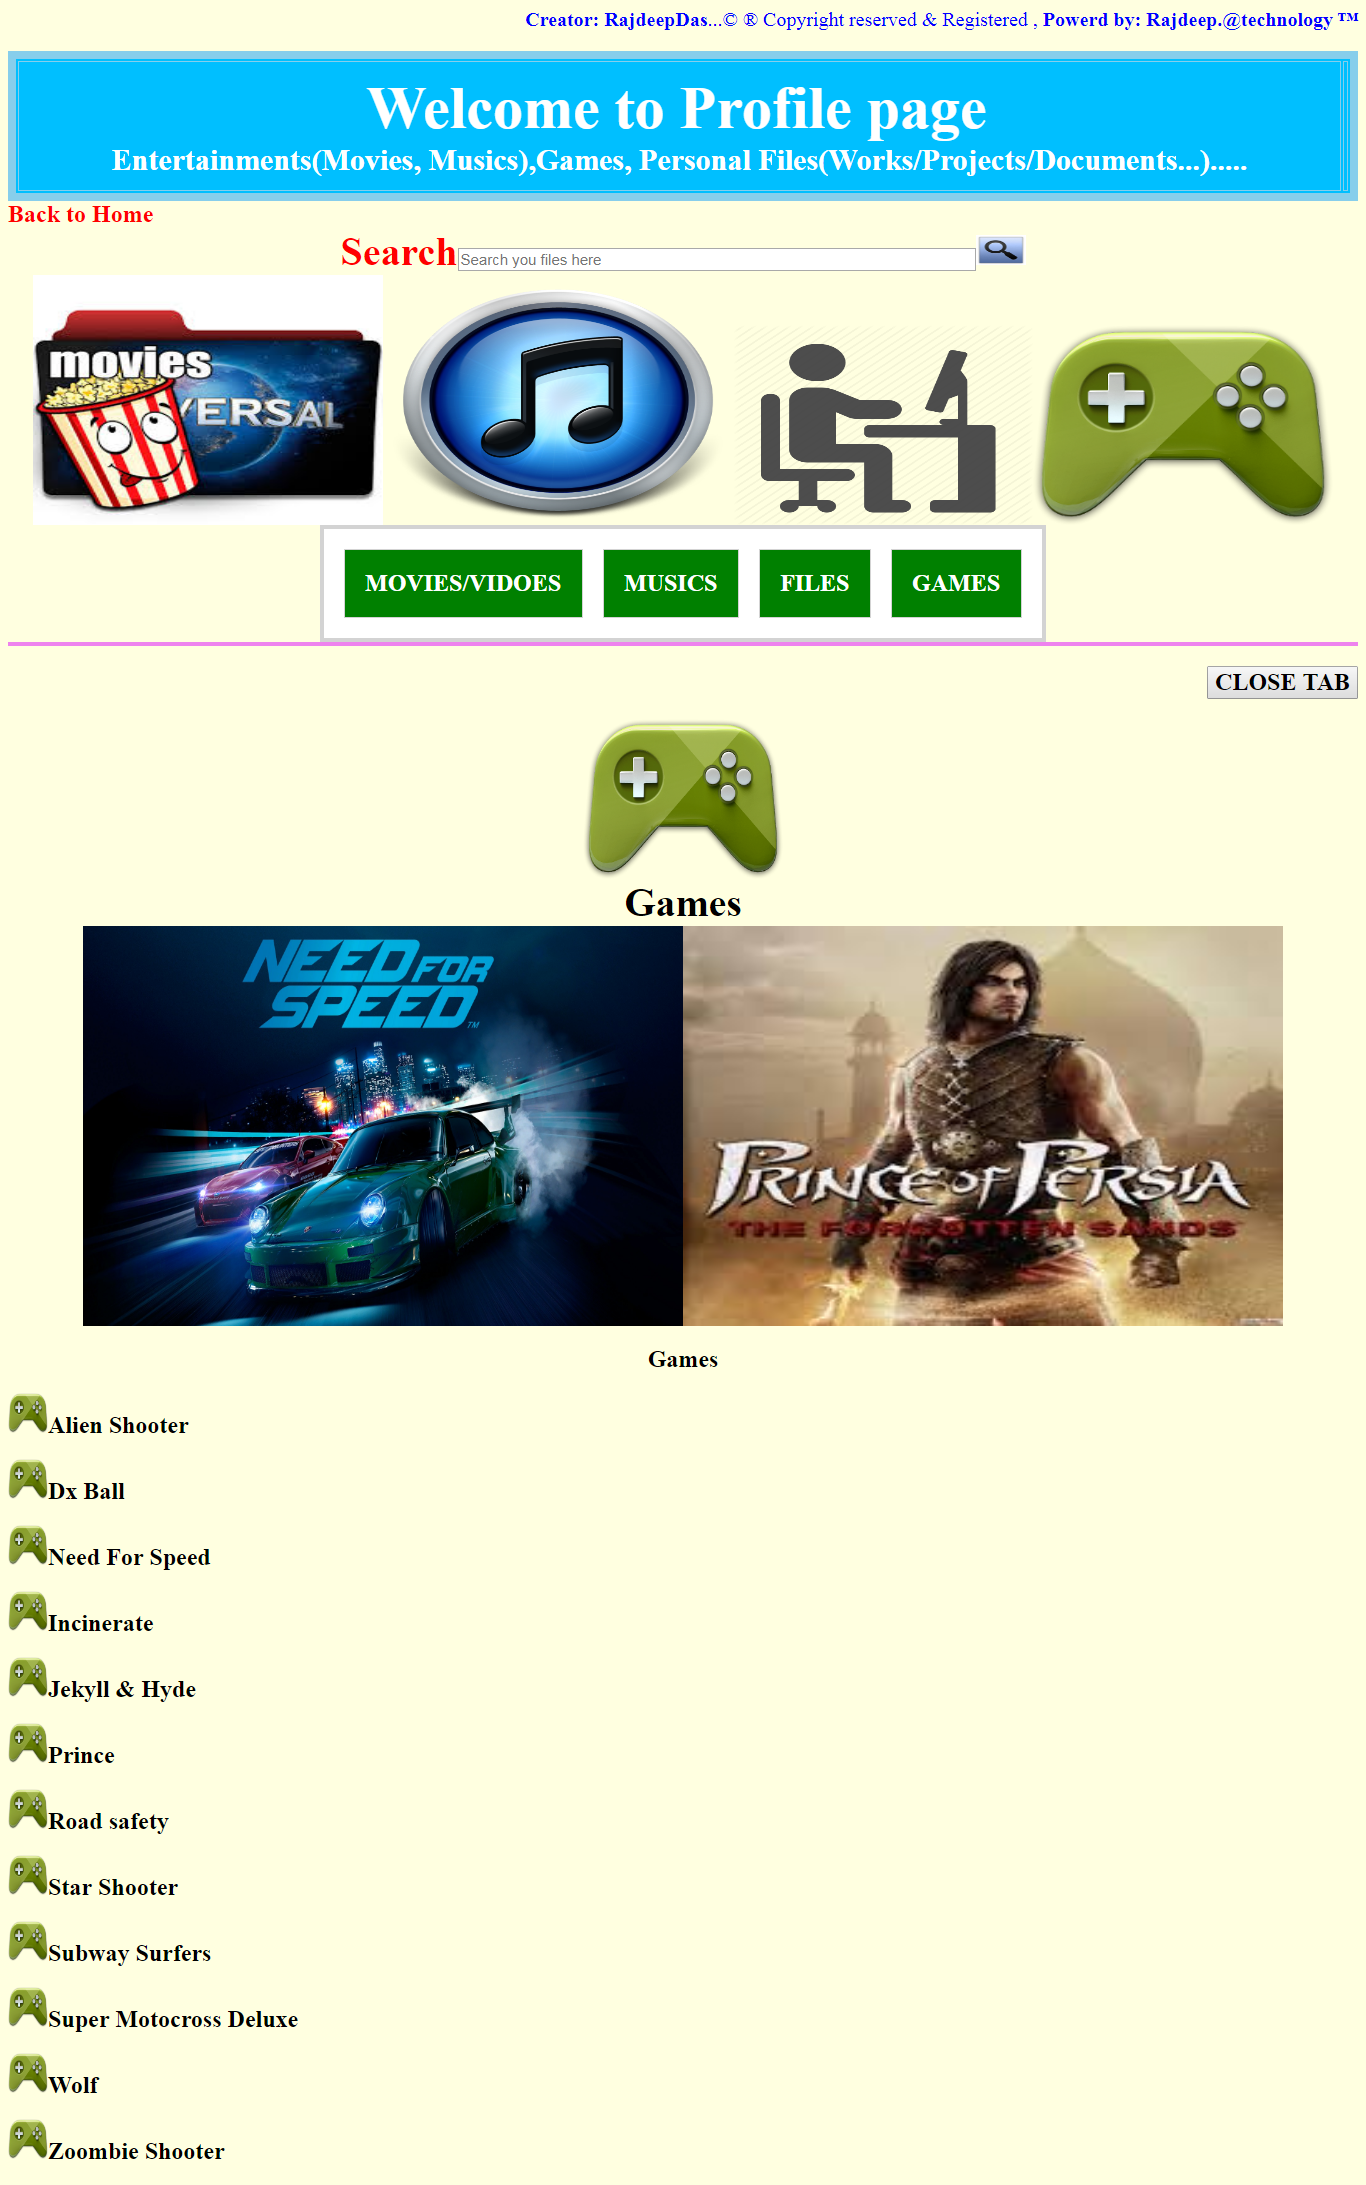 Creator: RajdeepDas...© ® Copyright reserved & Registered , Powerd by: Rajdeep.@technology ™
Welcome to Profile page
Entertainments(Movies, Musics),Games, Personal Files(Works/Projects/Documents...).....
Back to Home
Search Search you files here
movies
VERSAL
MOVIES/VIDOES MUSICS FILES GAMES
CLOSE TAB
Games
NEED FOR
SPEED™
PRINCE OF PERSIA
THE FORGOTTEN SANDS
Games
Alien Shooter
Dx Ball
Need For Speed
Incinerate
Jekyll & Hyde
Prince
Road safety
Star Shooter
Subway Surfers
Super Motocross Deluxe
Wolf
Zoombie Shooter